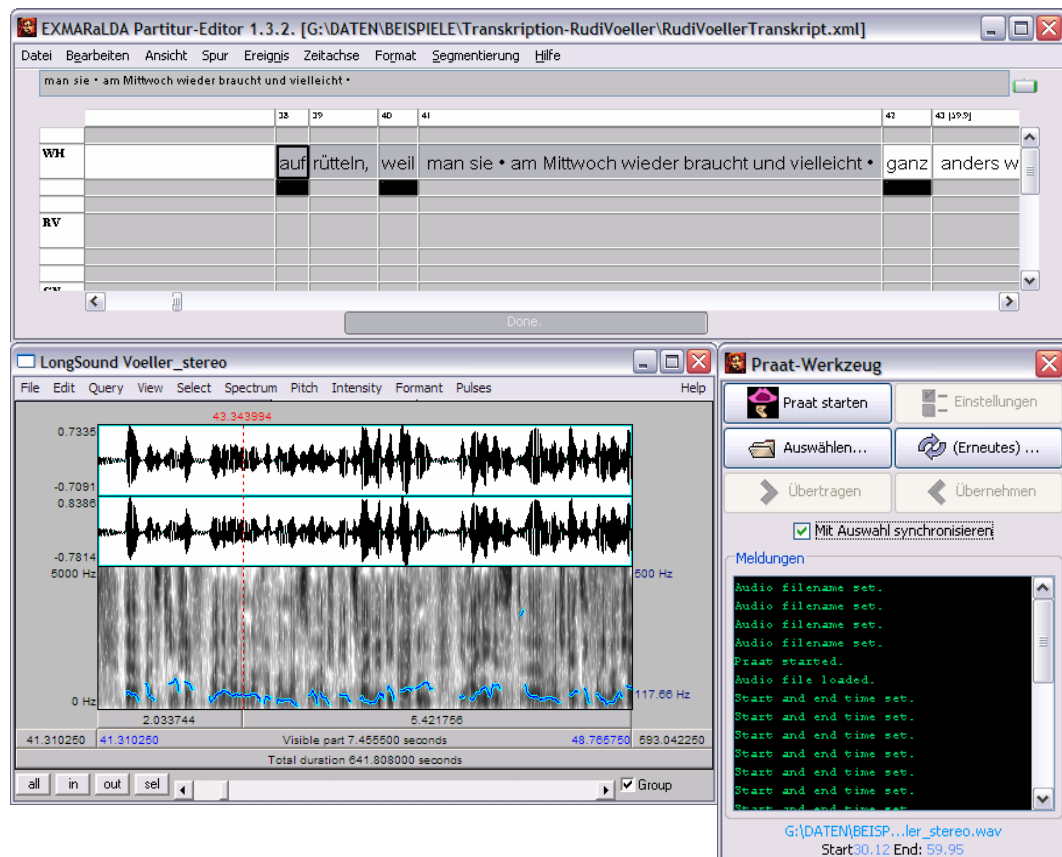 EXMARaLDA Partitur-Editor 1.3.2. [G:\DATEN\BEISPIELE\Transkription-RudiVoeller\RudiVoellerTranskript.xml]
Datei Bearbeiten Ansicht Spur Ereignis Zeitachse Format Segmentierung Hilfe
man sie • am Mittwoch wieder braucht und vielleicht •
38 39 40 41 42 43 [39.9]
WH auf rütteln, weil man sie • am Mittwoch wieder braucht und vielleicht • ganz anders w
RV
Done.
LongSound Voeller_stereo
File Edit Query View Select Spectrum Pitch Intensity Formant Pulses Help
43.343994
0.7335
-0.7091
0.8386
-0.7814
5000 Hz 500 Hz
0 Hz 117.66 Hz
2.033744 5.421756
41.310250 41.310250 Visible part 7.455500 seconds 48.765750 593.042250
Total duration 641.808000 seconds
all in out sel Group
Praat-Werkzeug
Praat starten Einstellungen
Auswählen... (Erneutes) ...
Übertragen Übernehmen
Mit Auswahl synchronisieren
Meldungen
Audio filename set.
Audio filename set.
Audio filename set.
Audio filename set.
Praat started.
Audio file loaded.
Start and end time set.
Start and end time set.
Start and end time set.
Start and end time set.
Start and end time set.
Start and end time set.
G:\DATEN\BEISP...ler_stereo.wav
Start30.12 End: 59.95